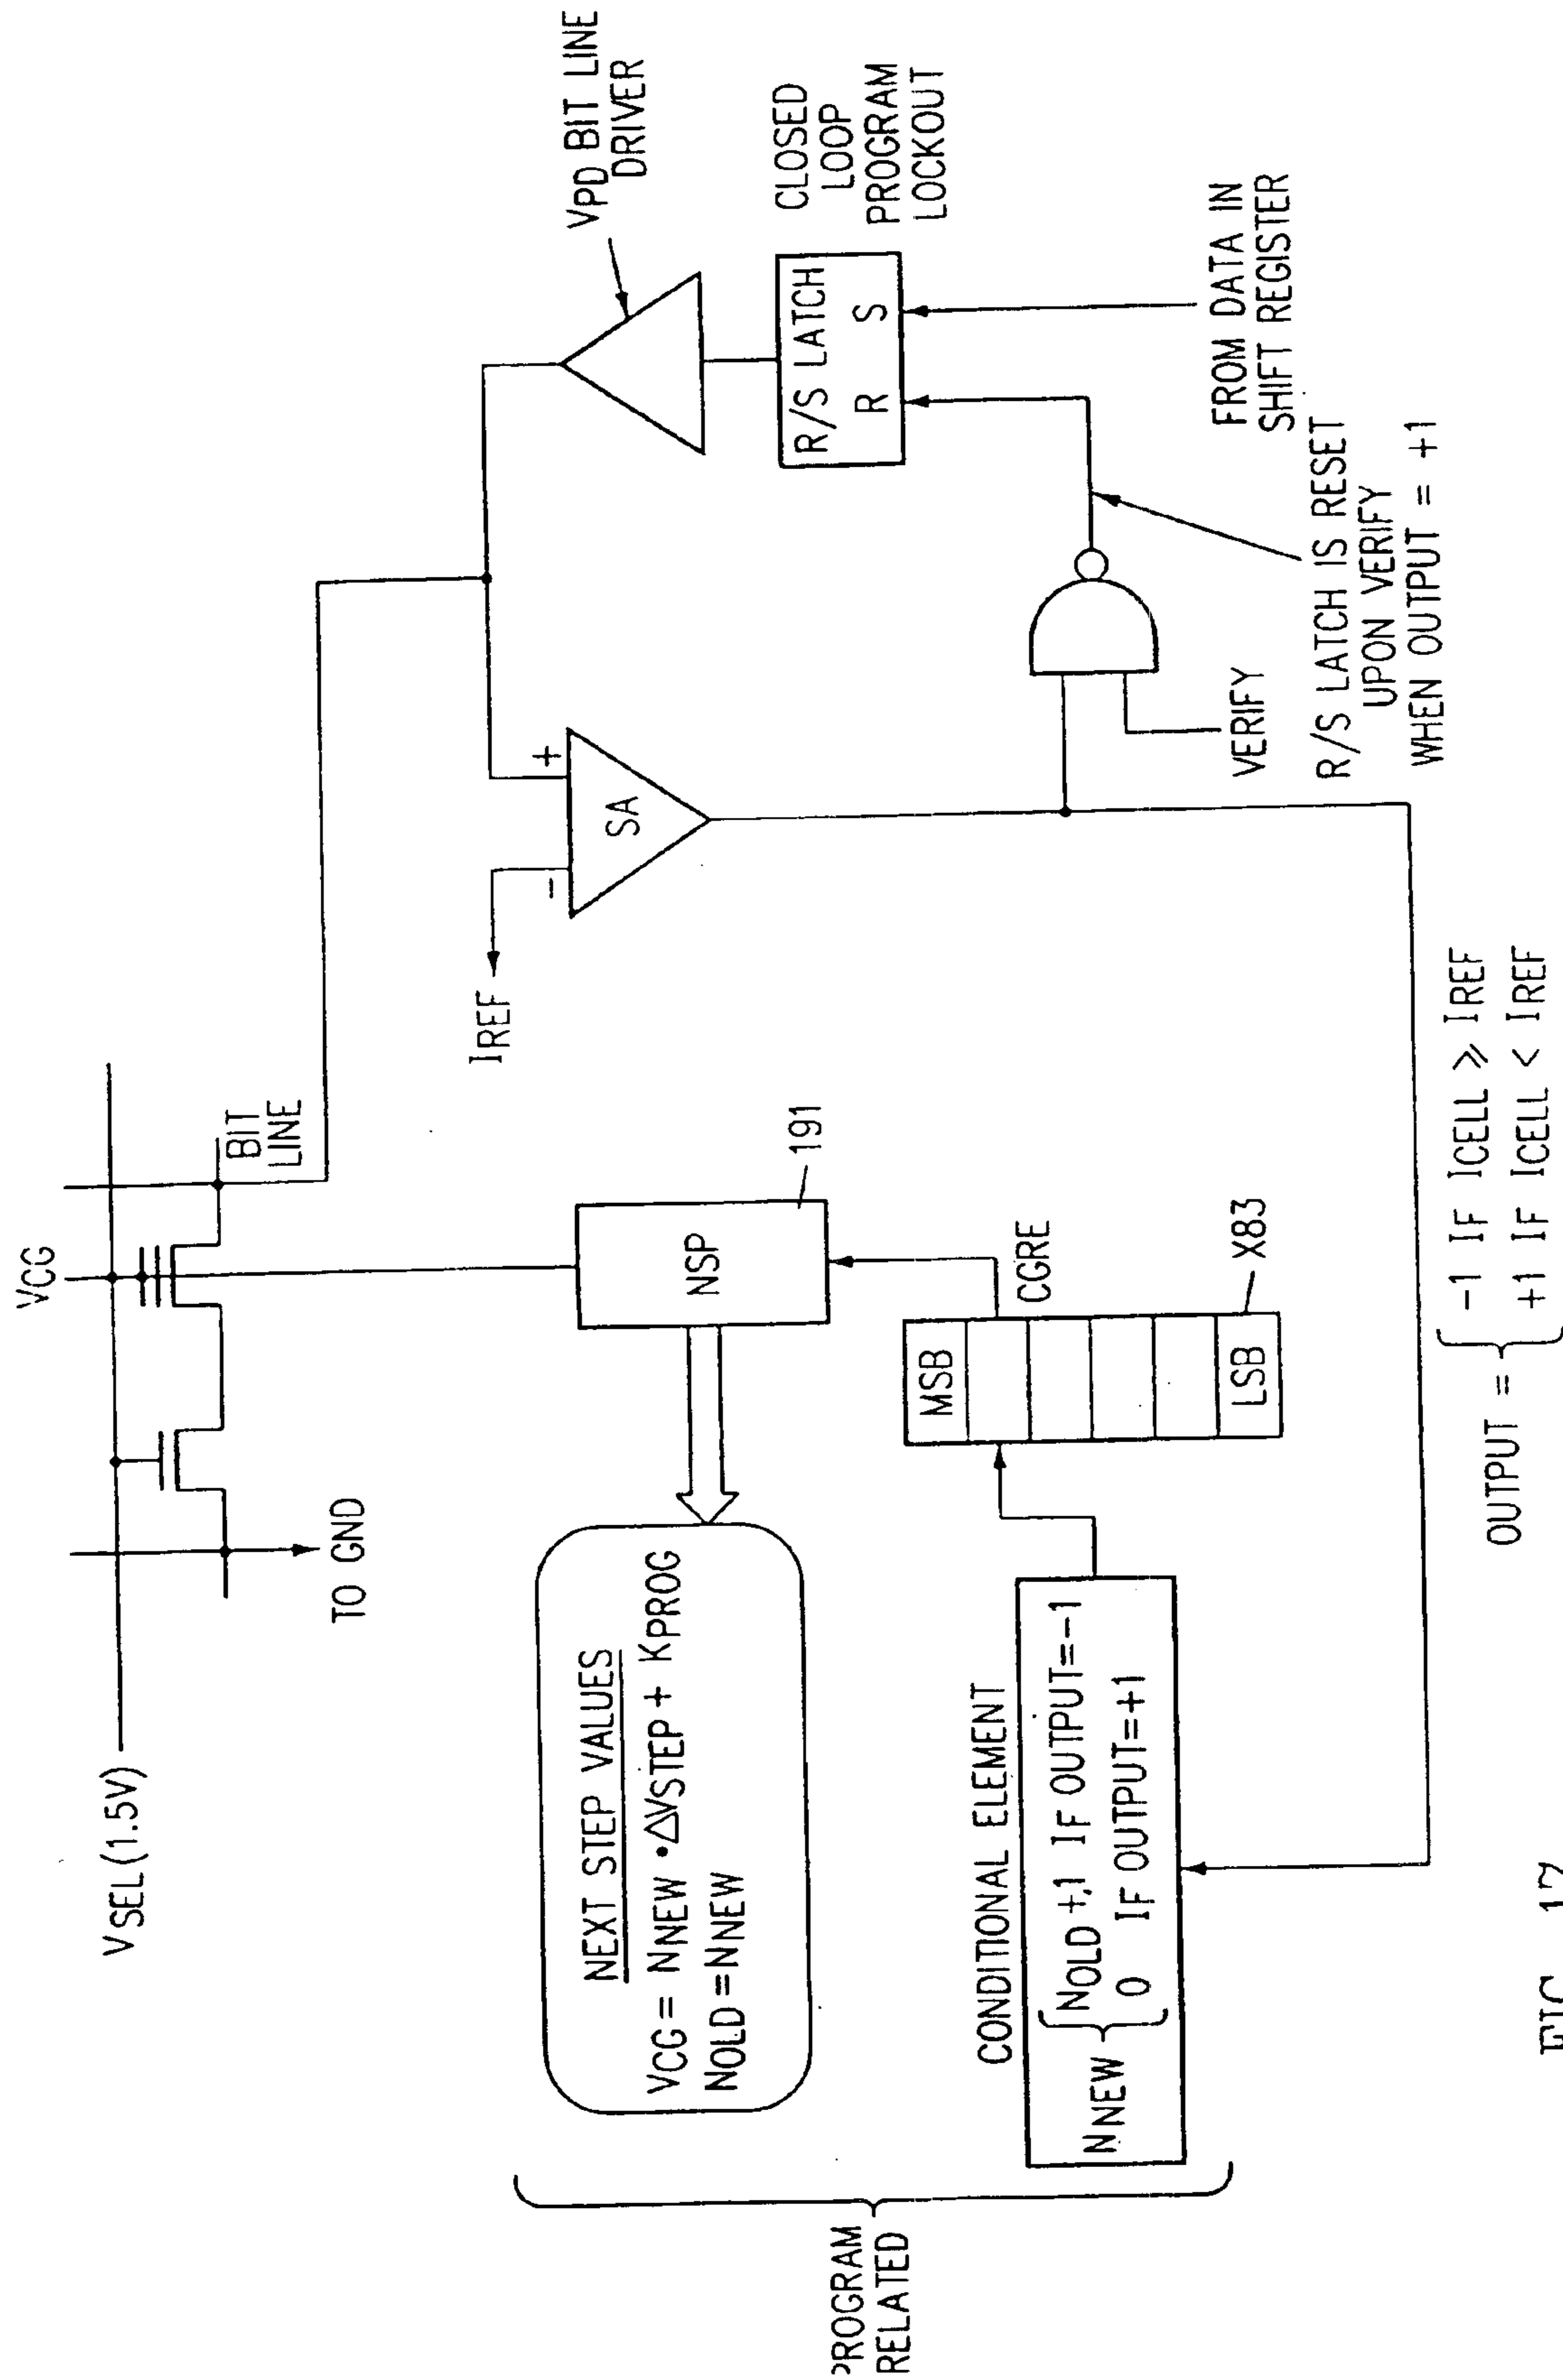 VSEL (1.5V)
VCG
TO GND
BIT
LINE
VPD BIT LINE
DRIVER
IREF
-
+
SA
NEXT STEP VALUES
VCG = NNEW •ΔVSTEP + KPROG
NOLD = NNEW
NSP
191
R/S LATCH
R
S
CLOSED
LOOP
PROGRAM
LOCKOUT
CGRE
MSB
LSB
X83
PROGRAM
RELATED
CONDITIONAL ELEMENT
NNEW
NOLD +,1 IF OUTPUT=-1
0 IF OUTPUT=+1
VERIFY
FROM DATA IN
SHIFT REGISTER
R/S LATCH IS RESET
UPON VERIFY
WHEN OUTPUT = +1
OUTPUT =
-1 IF ICELL ⩾ IREF
+1 IF ICELL < IREF
FIG. 17